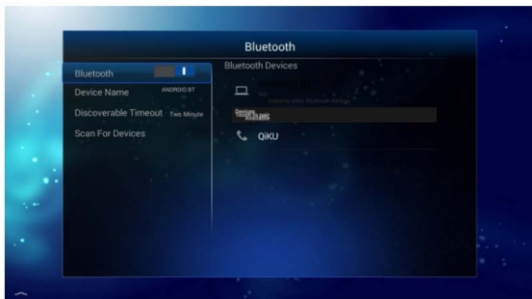 Bluetooth
Bluetooth
Device Name ANDROID BT
Discoverable Timeout Two Minute
Scan For Devices
Bluetooth Devices
QiKU